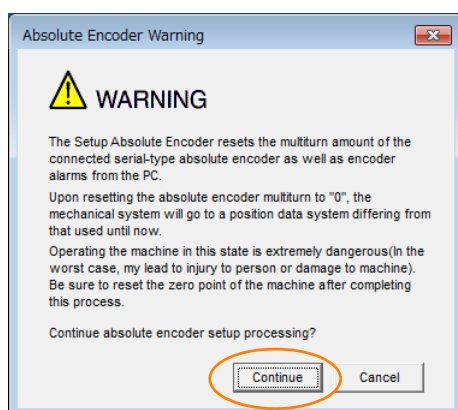 Absolute Encoder Warning
WARNING
The Setup Absolute Encoder resets the multiturn amount of the
connected serial-type absolute encoder as well as encoder
alarms from the PC.
Upon resetting the absolute encoder multiturn to "0", the
mechanical system will go to a position data system differing from
that used until now.
Operating the machine in this state is extremely dangerous(In the
worst case, my lead to injury to person or damage to machine).
Be sure to reset the zero point of the machine after completing
this process.
Continue absolute encoder setup processing?
Continue Cancel